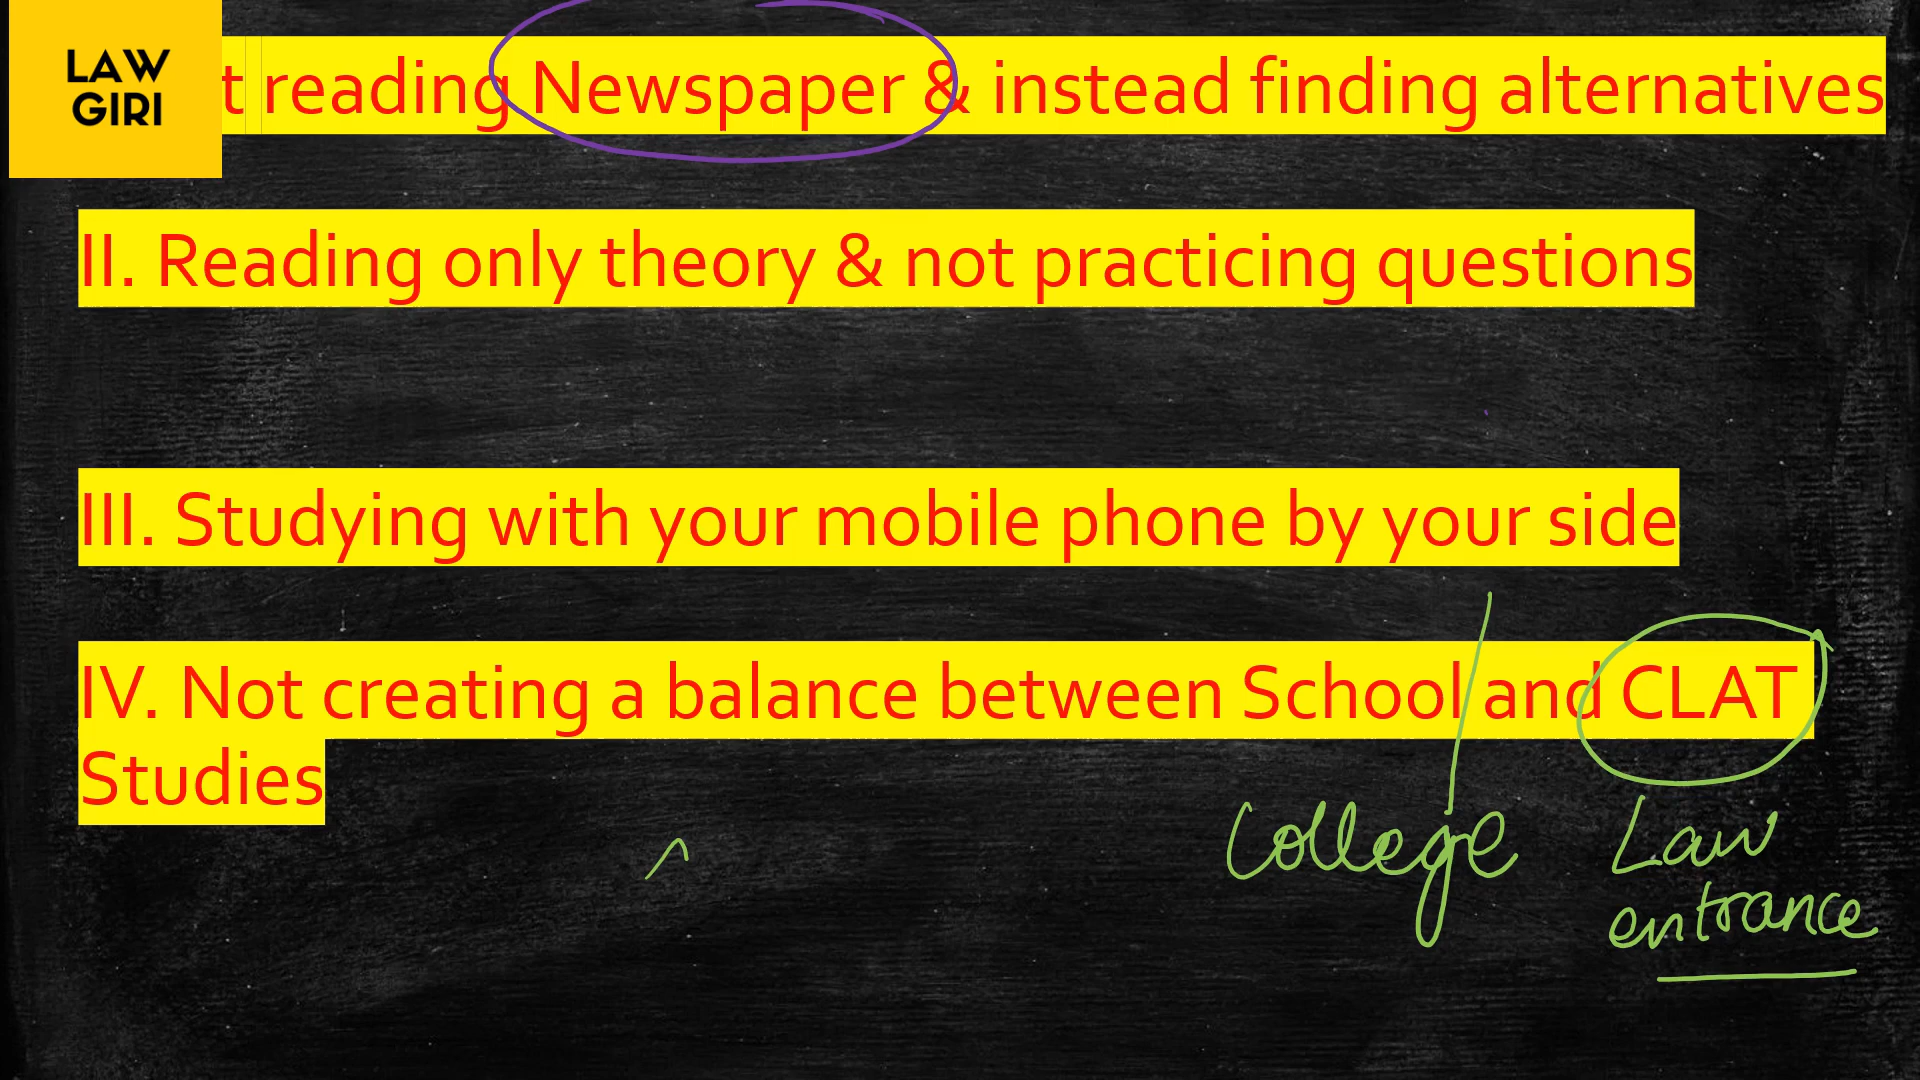 LAW
GIRI
t reading Newspaper & instead finding alternatives
II. Reading only theory & not practicing questions
III. Studying with your mobile phone by your side
IV. Not creating a balance between School and CLAT
Studies
College
Law
entrance